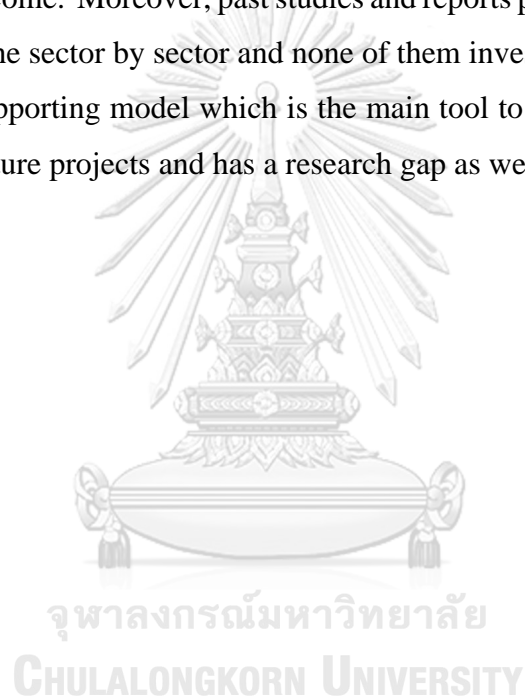 come. Moreover, past studies and reports p
ne sector by sector and none of them inve
pporting model which is the main tool to
ture projects and has a research gap as we
จุฬาลงกรณ์มหาวิทยาลัย
CHULALONGKORN UNIVERSITY